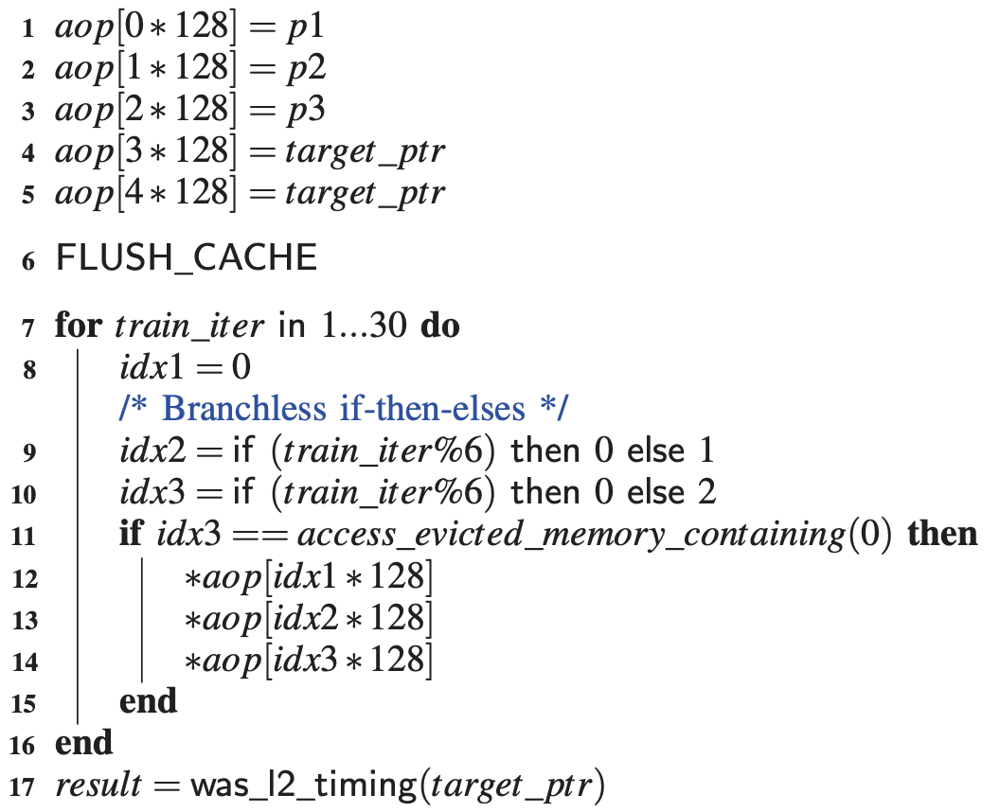 1 aop[0 * 128] = p1
2 aop[1 * 128] = p2
3 aop[2 * 128] = p3
4 aop[3 * 128] = target_ptr
5 aop[4 * 128] = target_ptr
6 FLUSH_CACHE
7 for train_iter in 1...30 do
8 idx1 = 0
/* Branchless if-then-elses */
9 idx2 = if (train_iter%6) then 0 else 1
10 idx3 = if (train_iter%6) then 0 else 2
11 if idx3 == access_evicted_memory_containing(0) then
12 *aop[idx1 * 128]
13 *aop[idx2 * 128]
14 *aop[idx3 * 128]
15 end
16 end
17 result = was_l2_timing(target_ptr)